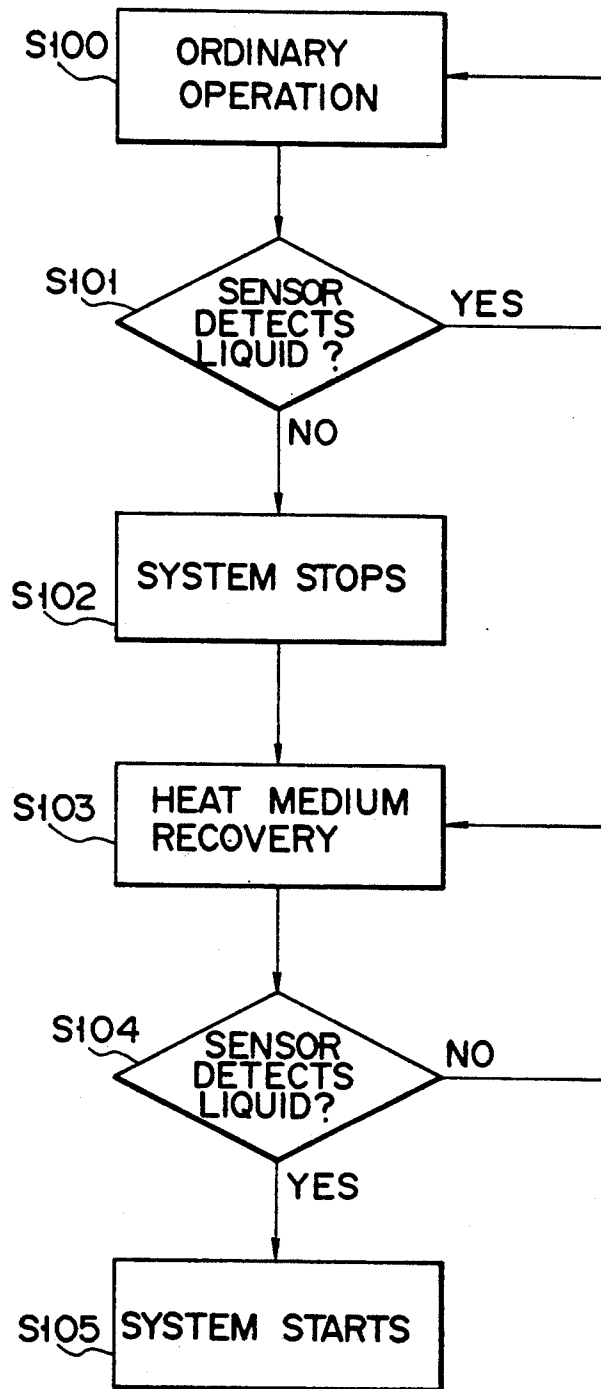 S100
ORDINARY
OPERATION
S101
SENSOR
DETECTS
LIQUID ?
YES
NO
S102
SYSTEM STOPS
S103
HEAT MEDIUM
RECOVERY
S104
SENSOR
DETECTS
LIQUID?
NO
YES
S105
SYSTEM STARTS